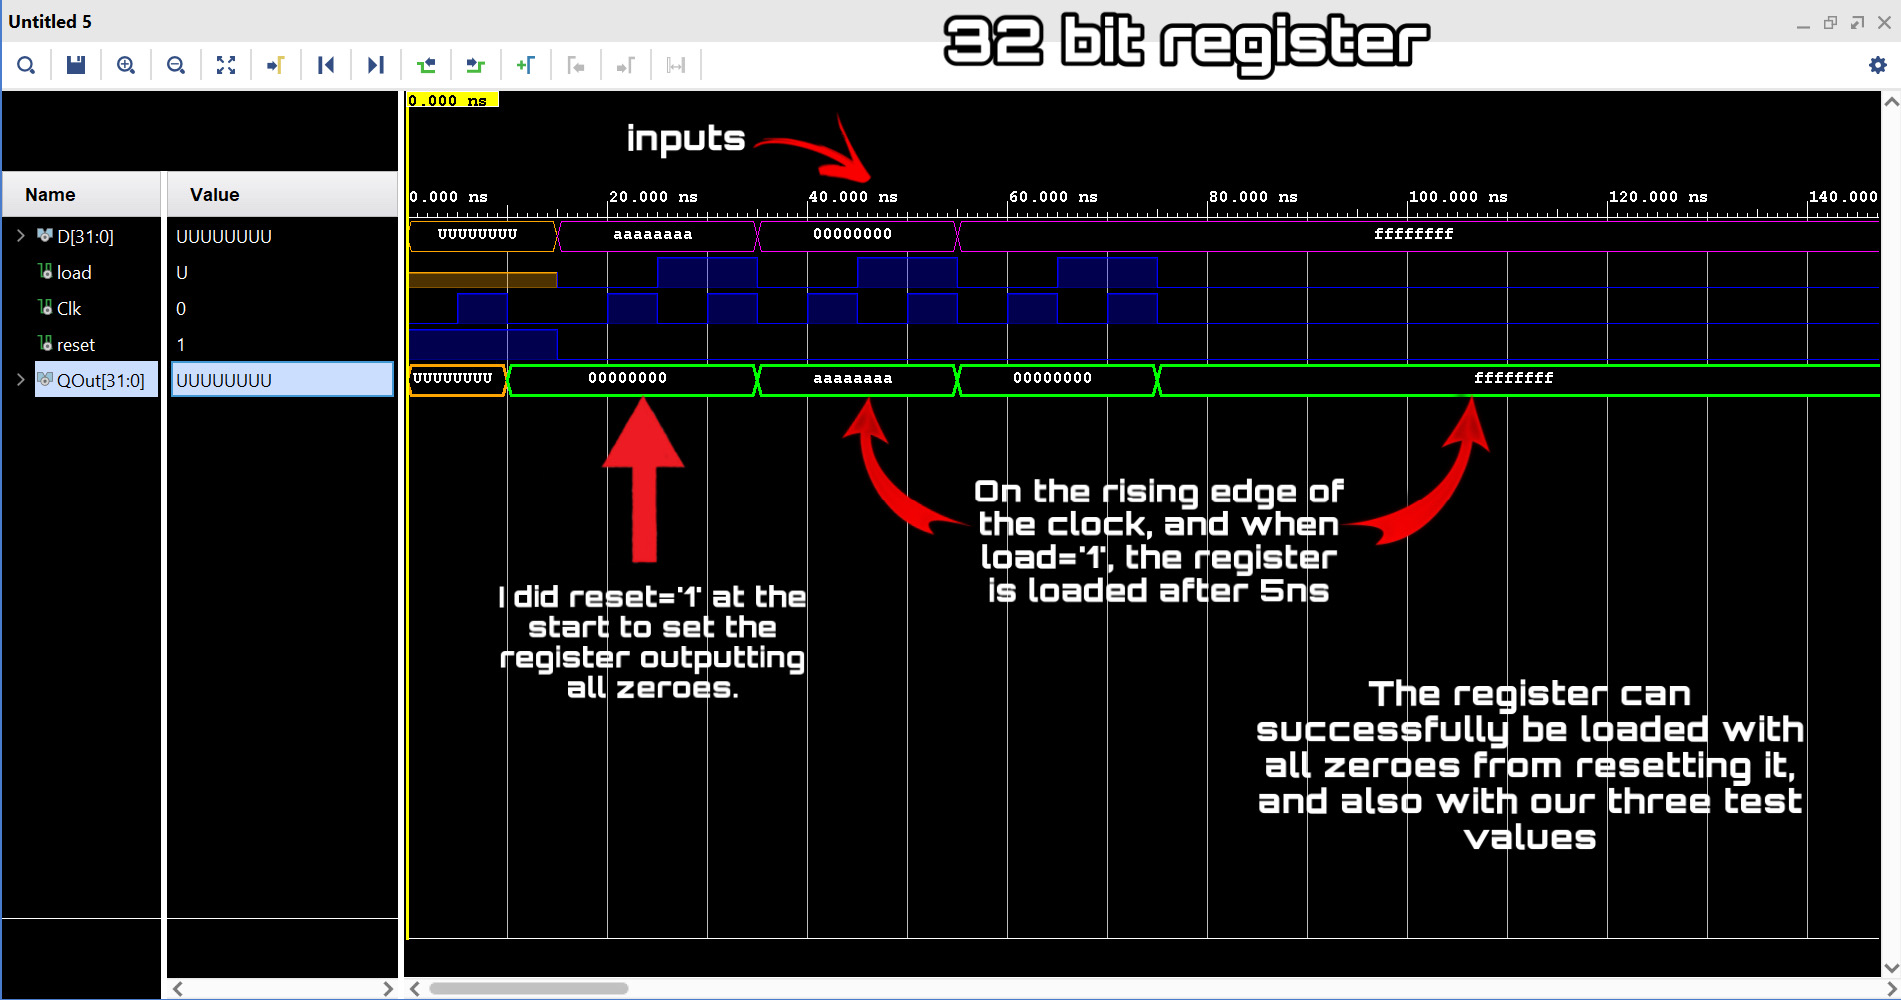 Untitled 5
32 bit register
0.000 ns
inputs
Name
Value
0.000 ns
20.000 ns
40.000 ns
60.000 ns
80.000 ns
100.000 ns
120.000 ns
140.000
D[31:0]
UUUUUUUU
UUUUUUUU
aaaaaaaa
00000000
ffffffff
load
U
Clk
0
reset
1
QOut[31:0]
UUUUUUUU
UUUUUUUU
00000000
aaaaaaaa
00000000
ffffffff
I did reset='1' at the
start to set the
register outputting
all zeroes.
On the rising edge of
the clock, and when
load='1', the register
is loaded after 5ns
The register can
successfully be loaded with
all zeroes from resetting it,
and also with our three test
values